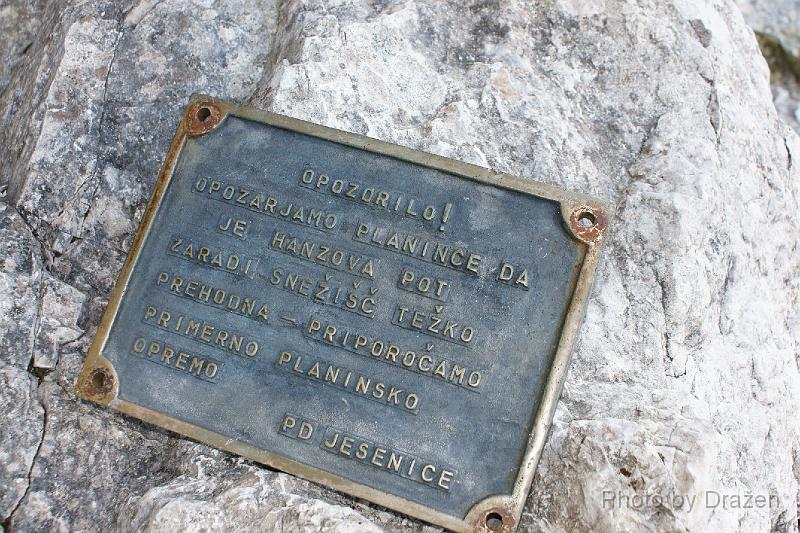 OPOZORILO!
OPOZARJAMO PLANINCE DA
JE HANZOVA POT
ZARADI SNEŽIŠČ TEŽKO
PREHODNA – PRIPOROČAMO
PRIMERNO PLANINSKO
OPREMO
PD JESENICE
Photo by Dražen